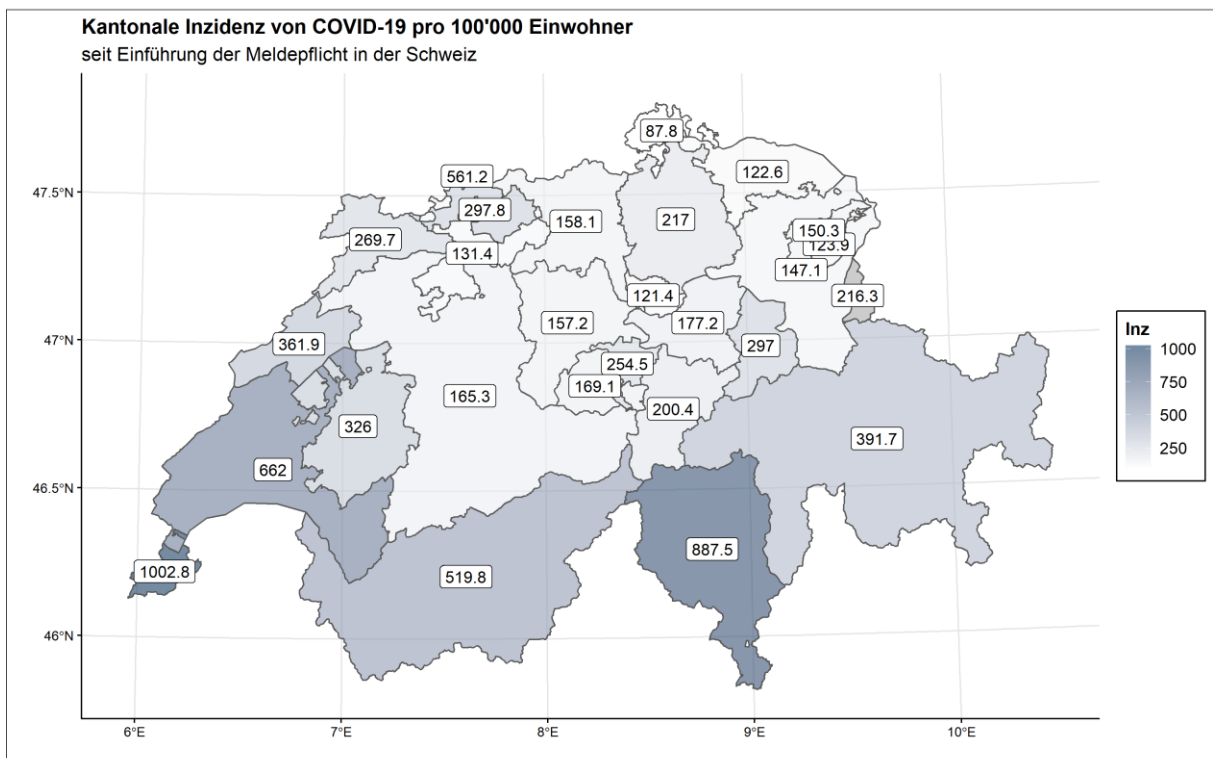 Kantonale Inzidenz von COVID-19 pro 100'000 Einwohner
seit Einführung der Meldepflicht in der Schweiz
87.8
561.2
122.6
47.5°N
297.8
158.1
217
150.3
269.7
131.4
123.9
147.1
121.4
216.3
157.2
177.2
47°N
361.9
297
254.5
169.1
165.3
200.4
326
391.7
662
46.5°N
887.5
1002.8
519.8
46°N
6°E
7°E
8°E
9°E
10°E
Inz
1000
750
500
250